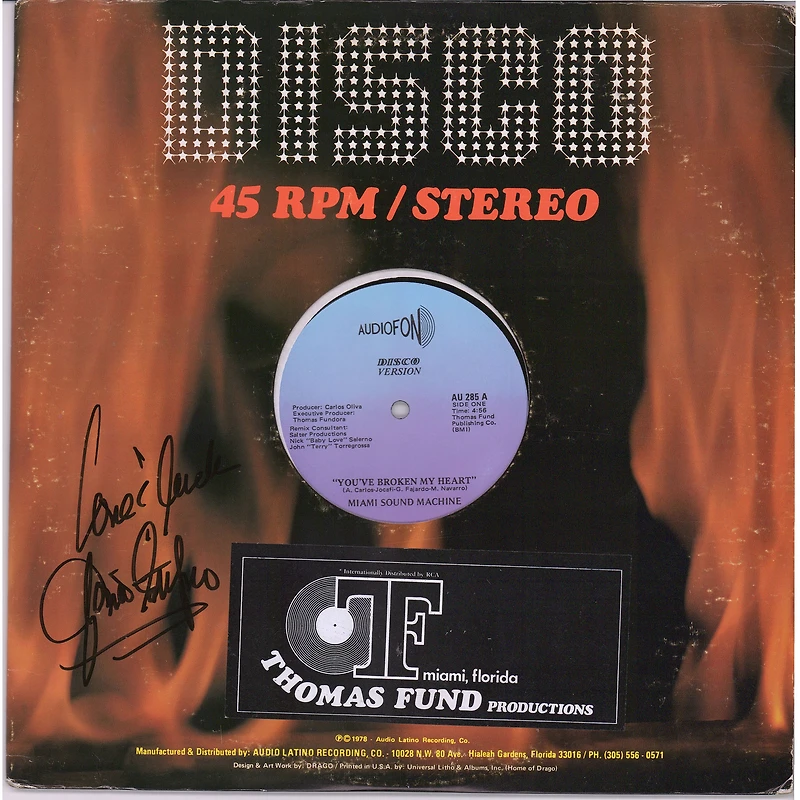 DISCO
45 RPM / STEREO
AUDIOFON
DISCO
VERSION
Producer: Carlos Oliva
Executive Producer:
Thomas Fundora
Remix Consultant:
Salter Productions
Nick "Baby Love" Salerno
John "Terry" Torregrossa
AU 285 A
SIDE ONE
Time: 4:56
Thomas Fund
Publishing Co.
(BMI)
"YOU'VE BROKEN MY HEART"
(A. Carlos-Jocafi-G. Fajardo-M. Navarro)
MIAMI SOUND MACHINE
* Internationally Distributed by RCA
TF
miami, florida
THOMAS FUND PRODUCTIONS
℗©1978 - Audio Latino Recording, Co.
Manufactured & Distributed by: AUDIO LATINO RECORDING, CO. - 10028 N.W. 80 Ave. - Hialeah Gardens, Florida 33016 / PH. (305) 556 - 0571
Design & Art Work by: DRAGO / Printed in U.S.A. by: Universal Litho & Albums, Inc. (Home of Drago)